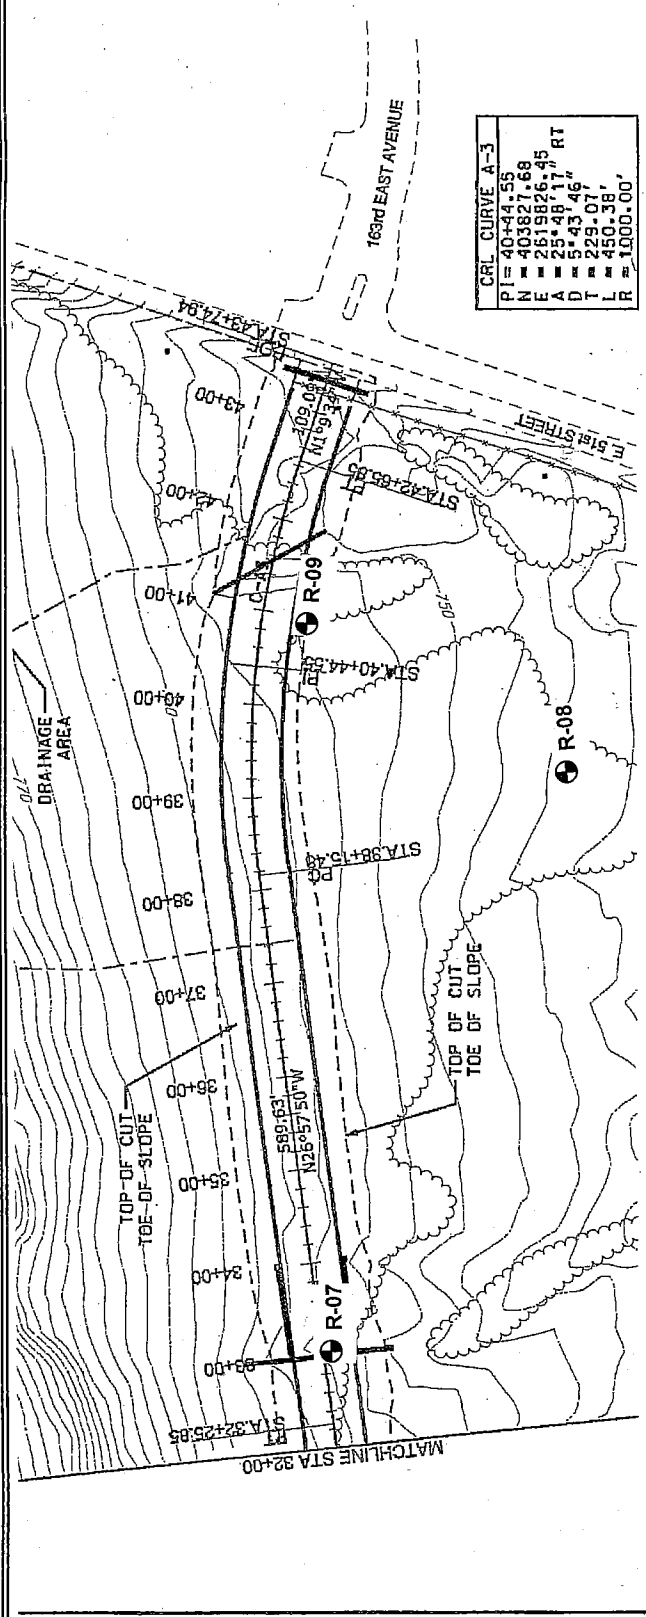 CRL CURVE A-3
PI= 40+44.55
N = 403827.68
E = 2619826.45
Δ = 25°48'17" RT
D = 5°43'46"
T = 229.07'
L = 450.38'
R = 1000.00'
163rd EAST AVENUE
E 51st STREET
STA.43+74.94
109.09'
43+00
42+00
STA.42+65.85
PT
41+00
R-09
STA.40+44.55
PI
40+00
DRAINAGE
AREA
770
750
R-08
39+00
STA.38+15.48
PC
38+00
37+00
TOP OF CUT
TOE OF SLOPE
36+00
TOP OF CUT
TOE OF SLOPE
589.63'
N26°57'50"W
35+00
34+00
R-07
33+00
STA.32+25.85
PT
MATCHLINE STA 32+00